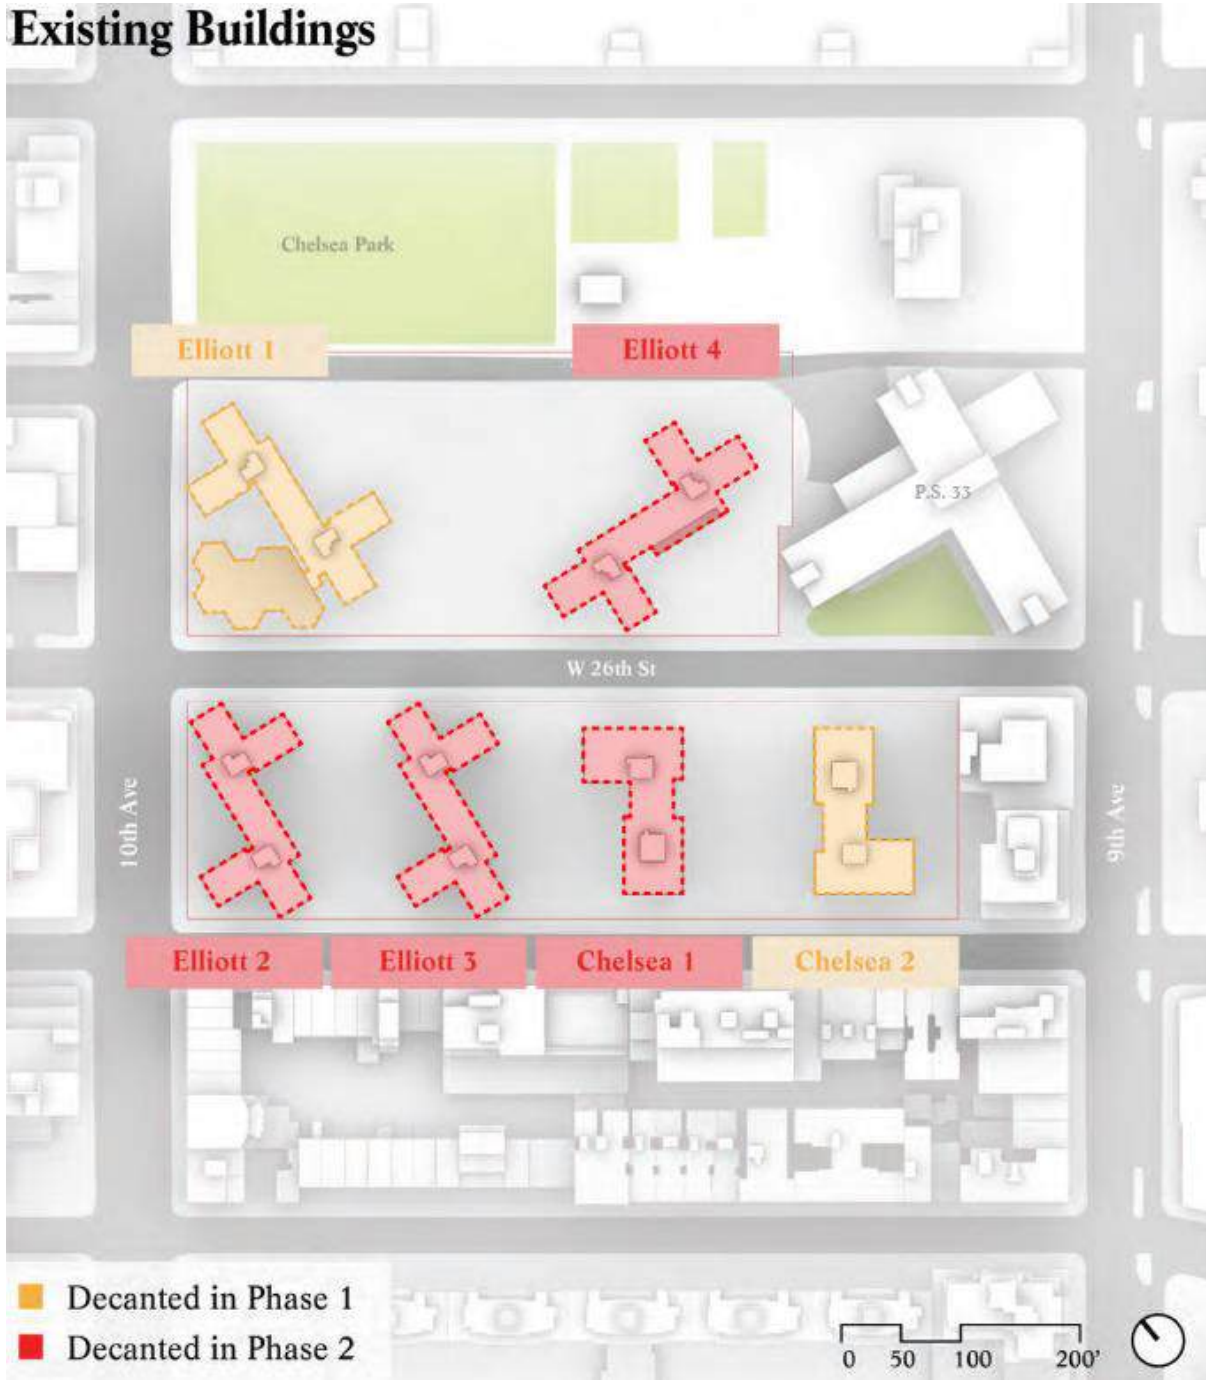 Existing Buildings
Chelsea Park
Elliott 1
Elliott 4
P.S. 33
W 26th St
10th Ave
9th Ave
Elliott 2
Elliott 3
Chelsea 1
Chelsea 2
Decanted in Phase 1
Decanted in Phase 2
0 50 100 200'